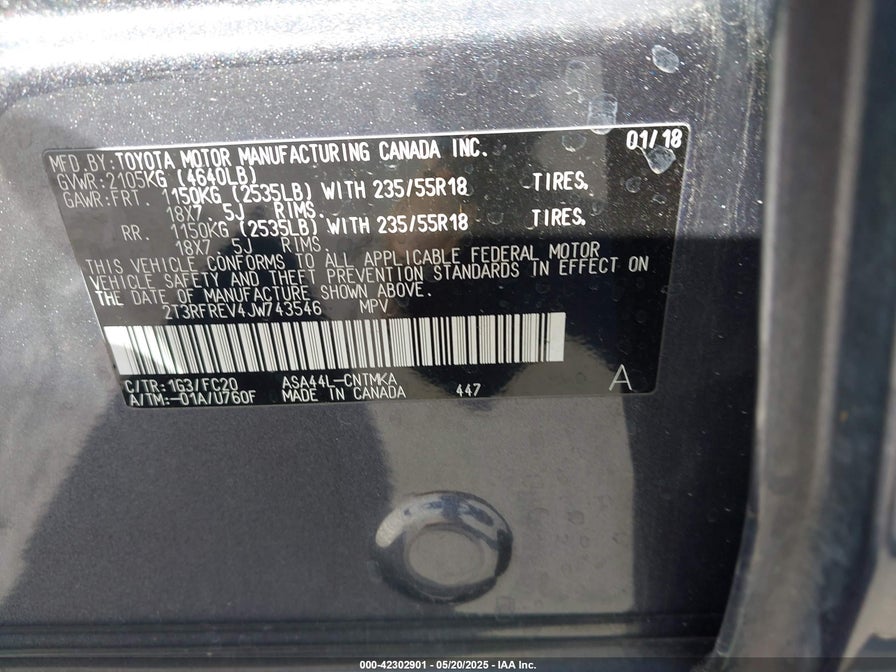 MFD.BY:TOYOTA MOTOR MANUFACTURING CANADA INC. 01/18
GVWR:2105KG (4640LB)
GAWR:FRT. 1150KG (2535LB) WITH 235/55R18 TIRES,
18X7.5J RIMS.
RR. 1150KG (2535LB) WITH 235/55R18 TIRES,
18X7 5J RIMS.
THIS VEHICLE CONFORMS TO ALL APPLICABLE FEDERAL MOTOR
VEHICLE SAFETY AND THEFT PREVENTION STANDARDS IN EFFECT ON
THE DATE OF MANUFACTURE SHOWN ABOVE.
2T3RFREV4JW743546 MPV
C/TR:1G3/FC20 ASA44L-CNTMKA
A/TM:-01A/U760F MADE IN CANADA 447 A
000-42302901 — 05/20/2025 — IAA Inc.